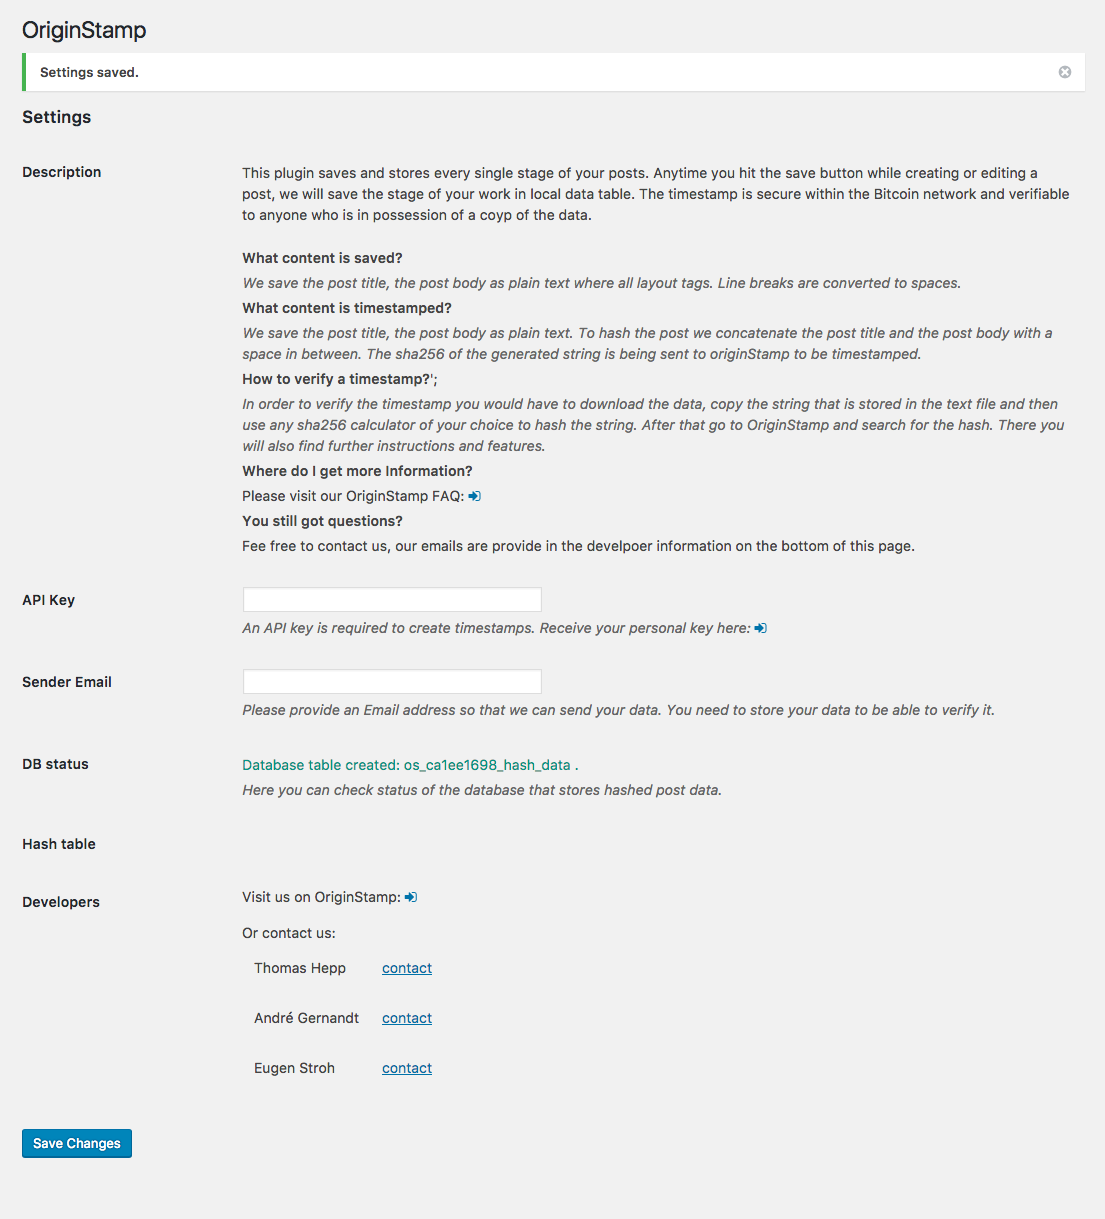 OriginStamp
Settings saved.
Settings
Description
This plugin saves and stores every single stage of your posts. Anytime you hit the save button while creating or editing a
post, we will save the stage of your work in local data table. The timestamp is secure within the Bitcoin network and verifiable
to anyone who is in possession of a coyp of the data.
What content is saved?
We save the post title, the post body as plain text where all layout tags. Line breaks are converted to spaces.
What content is timestamped?
We save the post title, the post body as plain text. To hash the post we concatenate the post title and the post body with a
space in between. The sha256 of the generated string is being sent to originStamp to be timestamped.
How to verify a timestamp?';
In order to verify the timestamp you would have to download the data, copy the string that is stored in the text file and then
use any sha256 calculator of your choice to hash the string. After that go to OriginStamp and search for the hash. There you
will also find further instructions and features.
Where do I get more Information?
Please visit our OriginStamp FAQ:
You still got questions?
Fee free to contact us, our emails are provide in the develpoer information on the bottom of this page.
API Key
An API key is required to create timestamps. Receive your personal key here:
Sender Email
Please provide an Email address so that we can send your data. You need to store your data to be able to verify it.
DB status
Database table created: os_ca1ee1698_hash_data .
Here you can check status of the database that stores hashed post data.
Hash table
Developers
Visit us on OriginStamp:
Or contact us:
Thomas Hepp contact
André Gernandt contact
Eugen Stroh contact
Save Changes